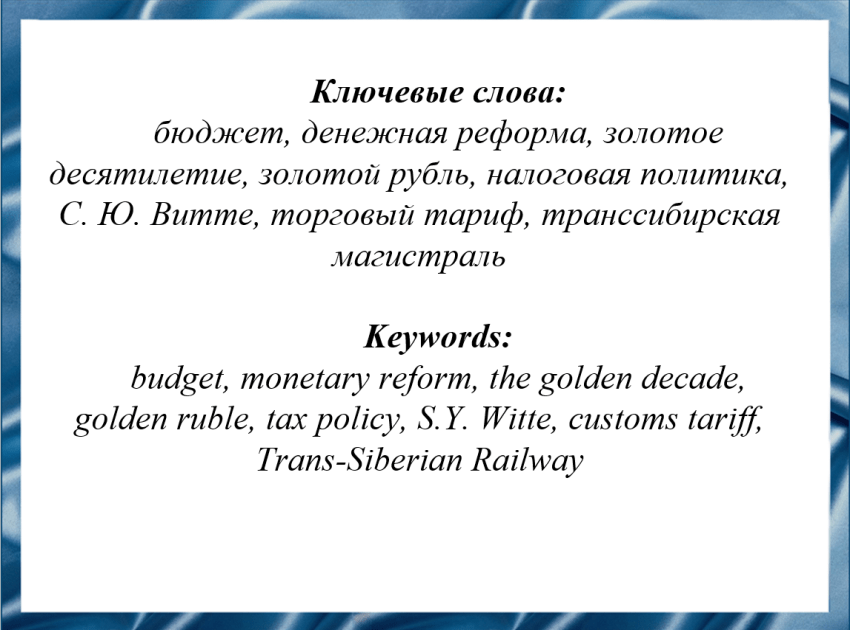 Ключевые слова:
бюджет, денежная реформа, золотое
десятилетие, золотой рубль, налоговая политика,
С. Ю. Витте, торговый тариф, транссибирская
магистраль
Keywords:
budget, monetary reform, the golden decade,
golden ruble, tax policy, S.Y. Witte, customs tariff,
Trans-Siberian Railway